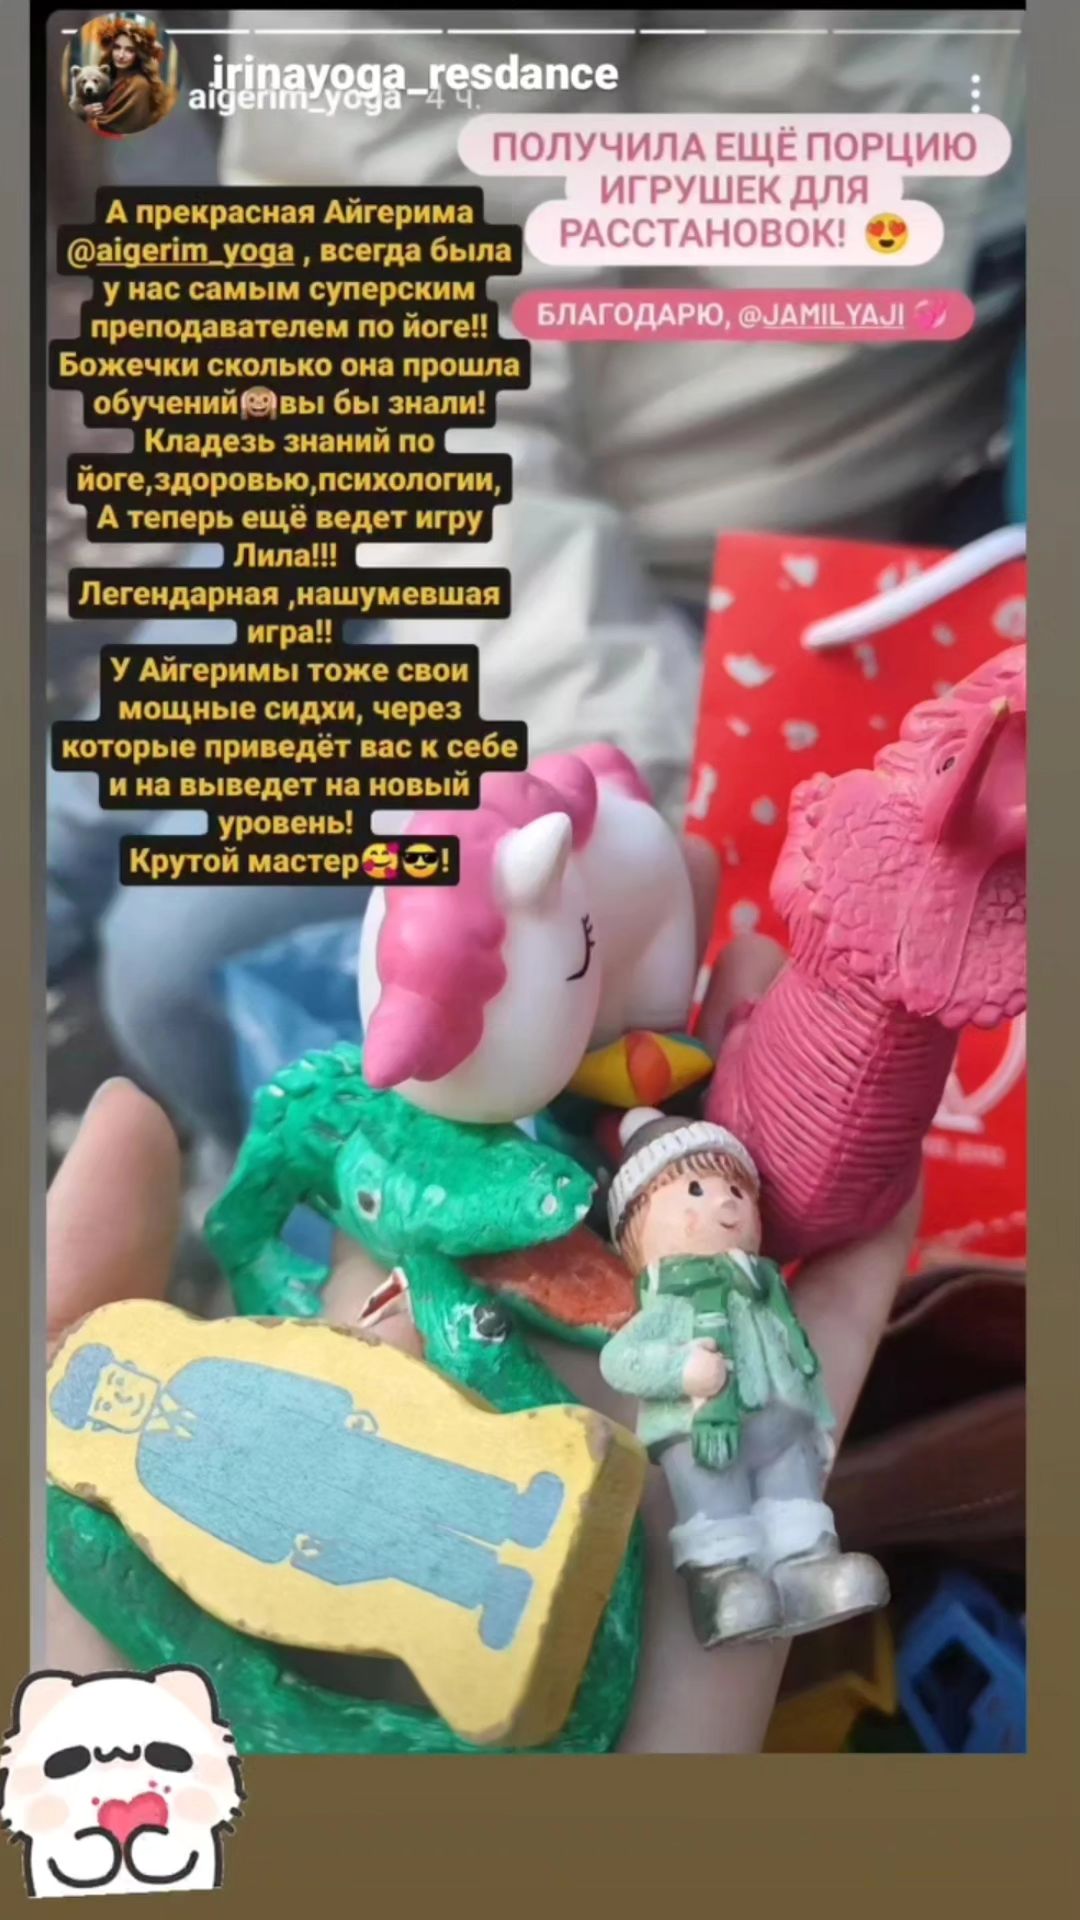 irinayoga_resdance
aigerim_yoga 4 ч.
ПОЛУЧИЛА ЕЩЁ ПОРЦИЮ
ИГРУШЕК ДЛЯ
РАССТАНОВОК! 😍
БЛАГОДАРЮ, @JAMILYAJI 💞
А прекрасная Айгерима
@aigerim_yoga , всегда была
у нас самым суперским
преподавателем по йоге!!
Божечки сколько она прошла
обучений🙉вы бы знали!
Кладезь знаний по
йоге,здоровью,психологии,
А теперь ещё ведет игру
Лила!!!
Легендарная ,нашумевшая
игра!!
У Айгеримы тоже свои
мощные сидхи, через
которые приведёт вас к себе
и на выведет на новый
уровень!
Крутой мастер🥰😎!